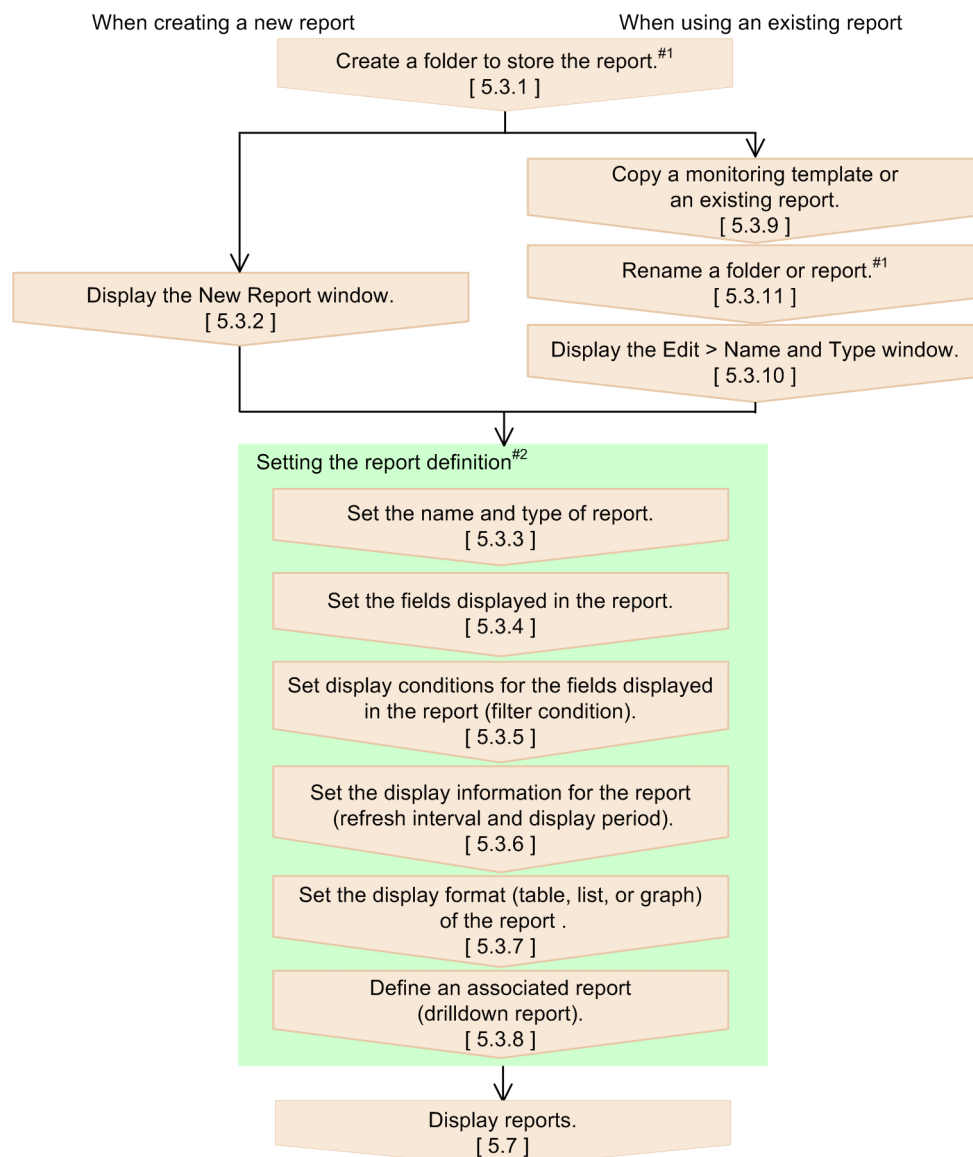 When creating a new report
When using an existing report
Create a folder to store the report.#1
[ 5.3.1 ]
Copy a monitoring template or
an existing report.
[ 5.3.9 ]
Rename a folder or report.#1
[ 5.3.11 ]
Display the New Report window.
[ 5.3.2 ]
Display the Edit > Name and Type window.
[ 5.3.10 ]
Setting the report definition#2
Set the name and type of report.
[ 5.3.3 ]
Set the fields displayed in the report.
[ 5.3.4 ]
Set display conditions for the fields displayed
in the report (filter condition).
[ 5.3.5 ]
Set the display information for the report
(refresh interval and display period).
[ 5.3.6 ]
Set the display format (table, list, or graph)
of the report .
[ 5.3.7 ]
Define an associated report
(drilldown report).
[ 5.3.8 ]
Display reports.
[ 5.7 ]